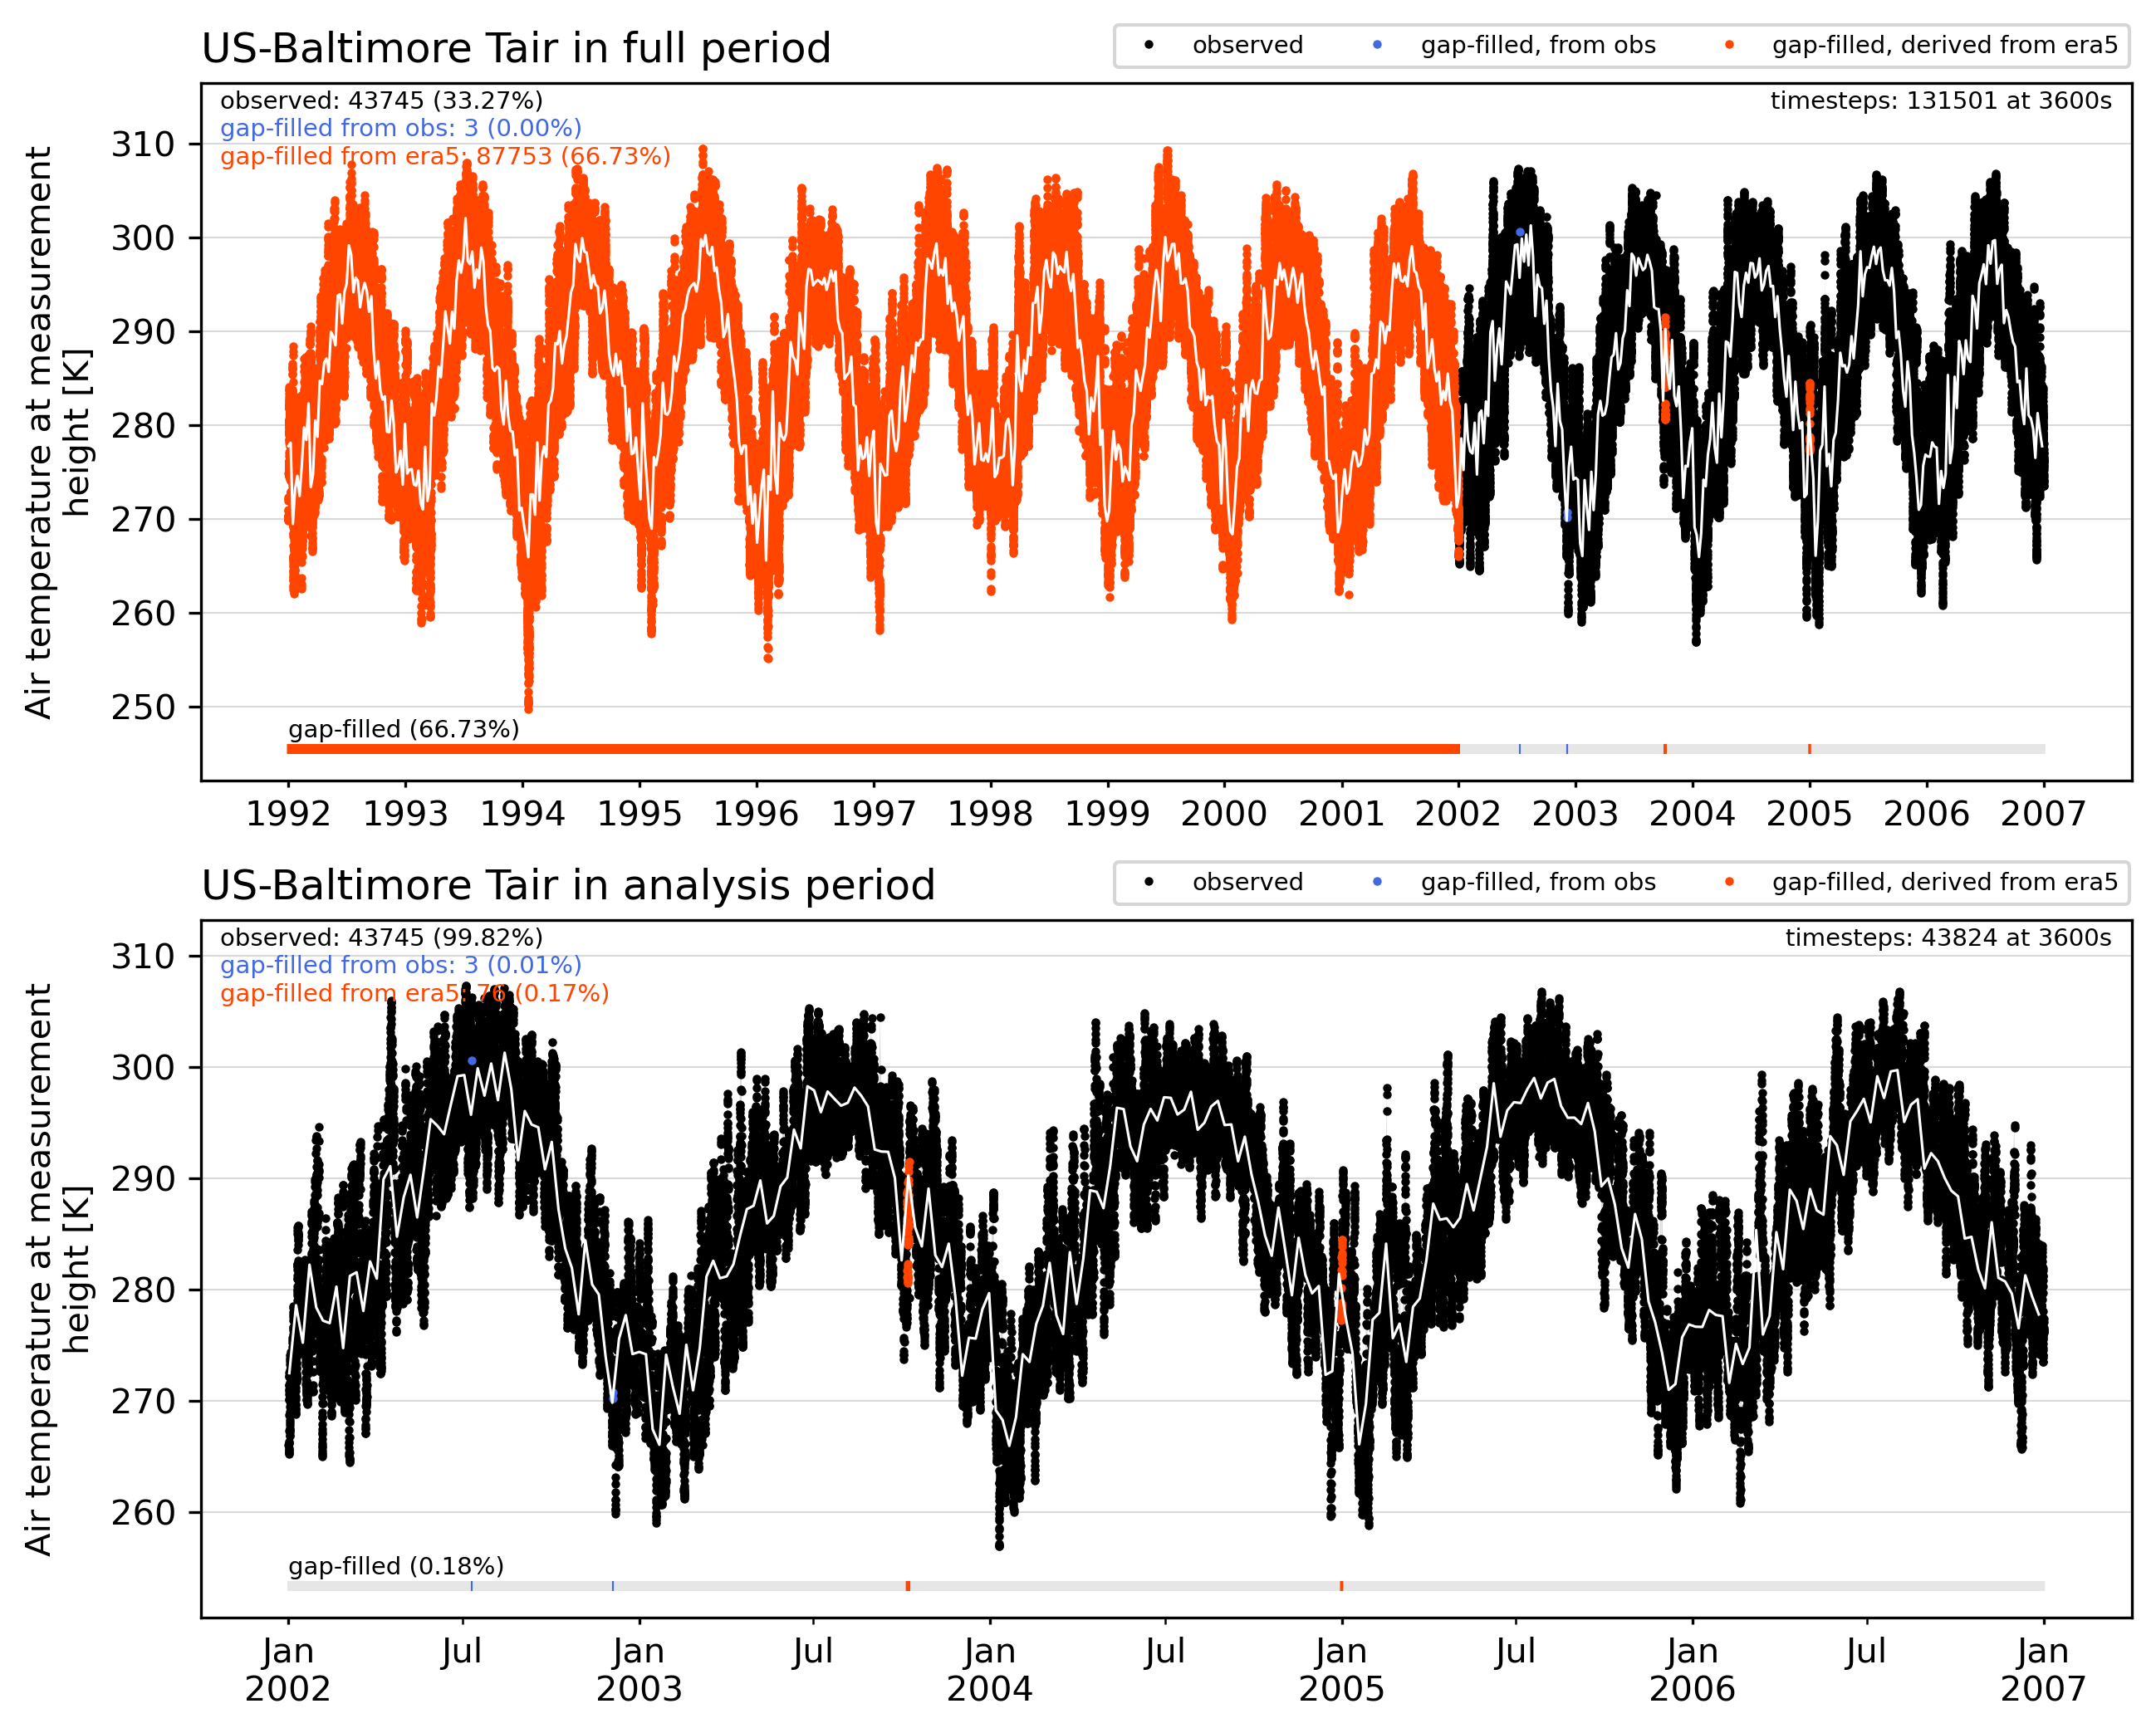 US-Baltimore Tair in full period
observed gap-filled, from obs gap-filled, derived from era5
observed: 43745 (33.27%)
timesteps: 131501 at 3600s
gap-filled from obs: 3 (0.00%)
gap-filled from era5: 87753 (66.73%)
Air temperature at measurement
height [K]
310
300
290
280
270
260
250
gap-filled (66.73%)
1992 1993 1994 1995 1996 1997 1998 1999 2000 2001 2002 2003 2004 2005 2006 2007
US-Baltimore Tair in analysis period
observed gap-filled, from obs gap-filled, derived from era5
observed: 43745 (99.82%)
timesteps: 43824 at 3600s
gap-filled from obs: 3 (0.01%)
gap-filled from era5: 76 (0.17%)
Air temperature at measurement
height [K]
310
300
290
280
270
260
gap-filled (0.18%)
Jan Jul Jan Jul Jan Jul Jan Jul Jan Jul Jan
2002 2003 2004 2005 2006 2007